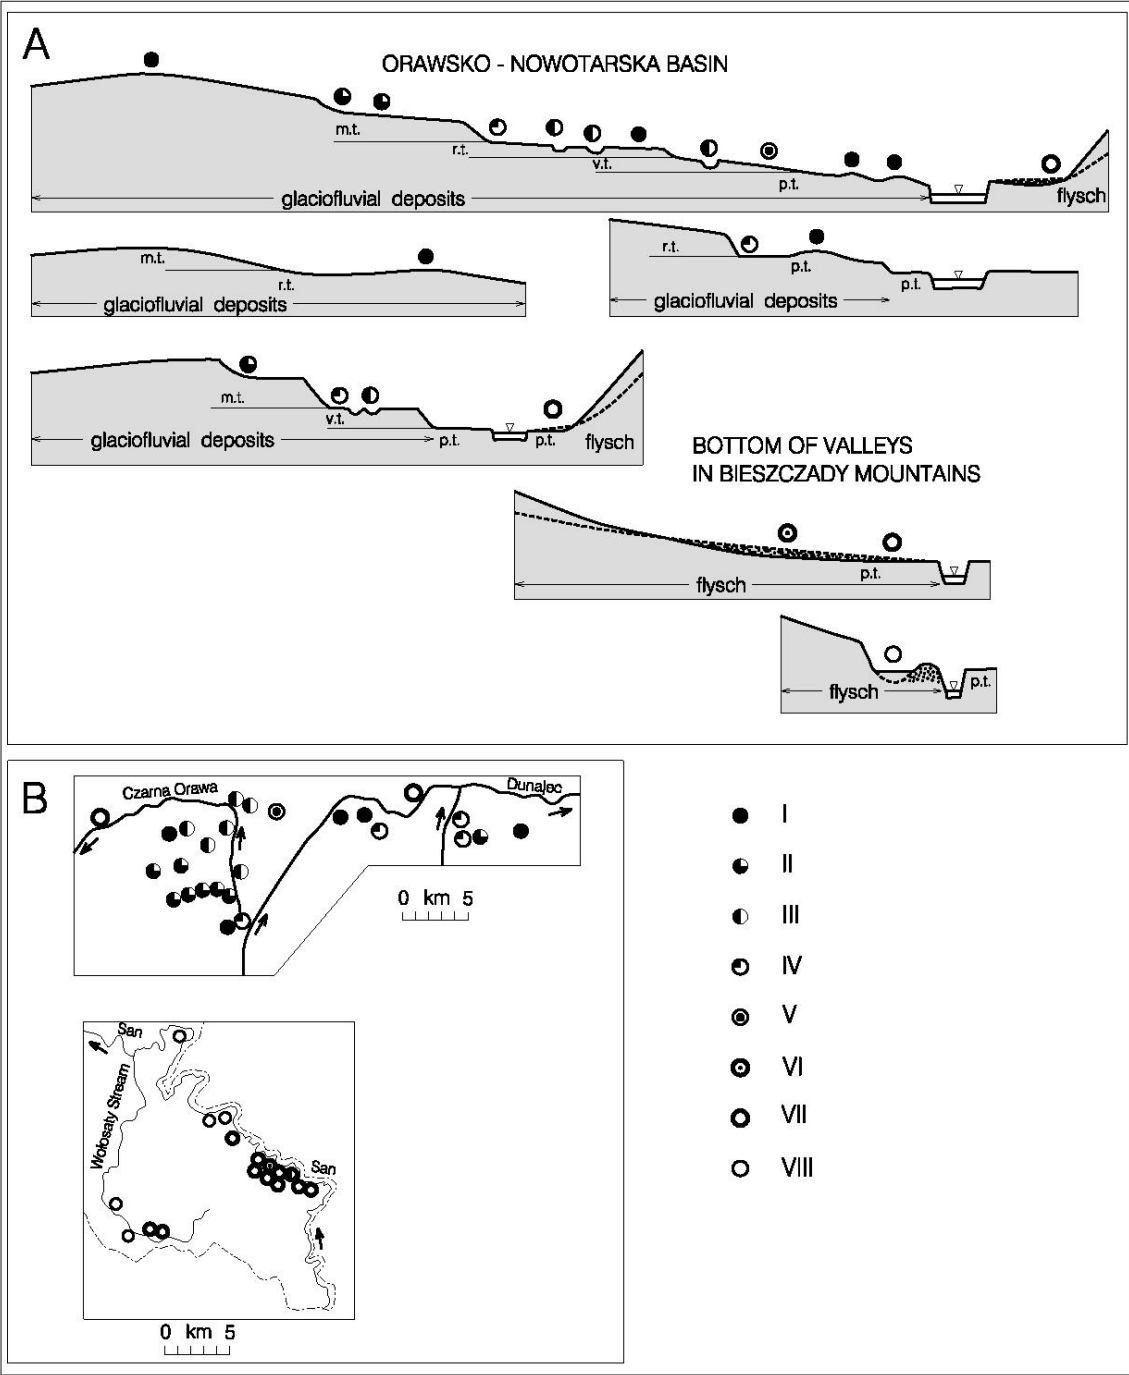 A
ORAWSKO - NOWOTARSKA BASIN
m.t.
r.t.
v.t.
p.t.
glaciofluvial deposits
flysch
m.t.
r.t.
glaciofluvial deposits
r.t.
p.t.
p.t.
glaciofluvial deposits
m.t.
v.t.
glaciofluvial deposits
p.t.
p.t.
flysch
BOTTOM OF VALLEYS
IN BIESZCZADY MOUNTAINS
p.t.
flysch
flysch
p.t.
B
Czarna Orawa
Dunajec
0 km 5
San
Wołosaty Stream
San
0 km 5
I
II
III
IV
V
VI
VII
VIII